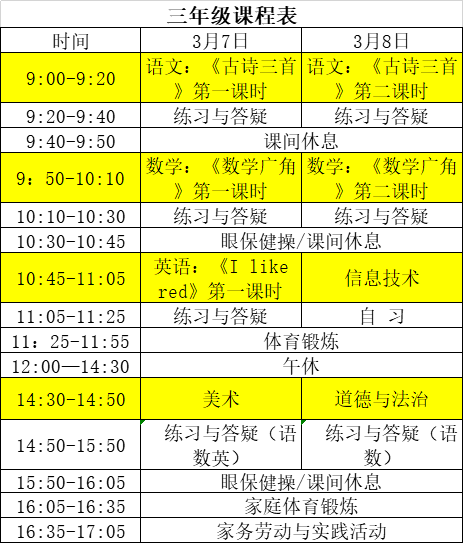 三年级课程表
时间 3月7日 3月8日
9:00-9:20 语文：《古诗三首》第一课时 语文：《古诗三首》第二课时
9:20-9:40 练习与答疑 练习与答疑
9:40-9:50 课间休息
9：50-10:10 数学：《数学广角》第一课时 数学：《数学广角》第二课时
10:10-10:30 练习与答疑 练习与答疑
10:30-10:45 眼保健操/课间休息
10:45-11:05 英语：《I like red》第一课时 信息技术
11:05-11:25 练习与答疑 自 习
11：25-11:55 体育锻炼
12:00—14:30 午休
14:30-14:50 美术 道德与法治
14:50-15:50 练习与答疑（语数英） 练习与答疑（语数）
15:50-16:05 眼保健操/课间休息
16:05-16:35 家庭体育锻炼
16:35-17:05 家务劳动与实践活动